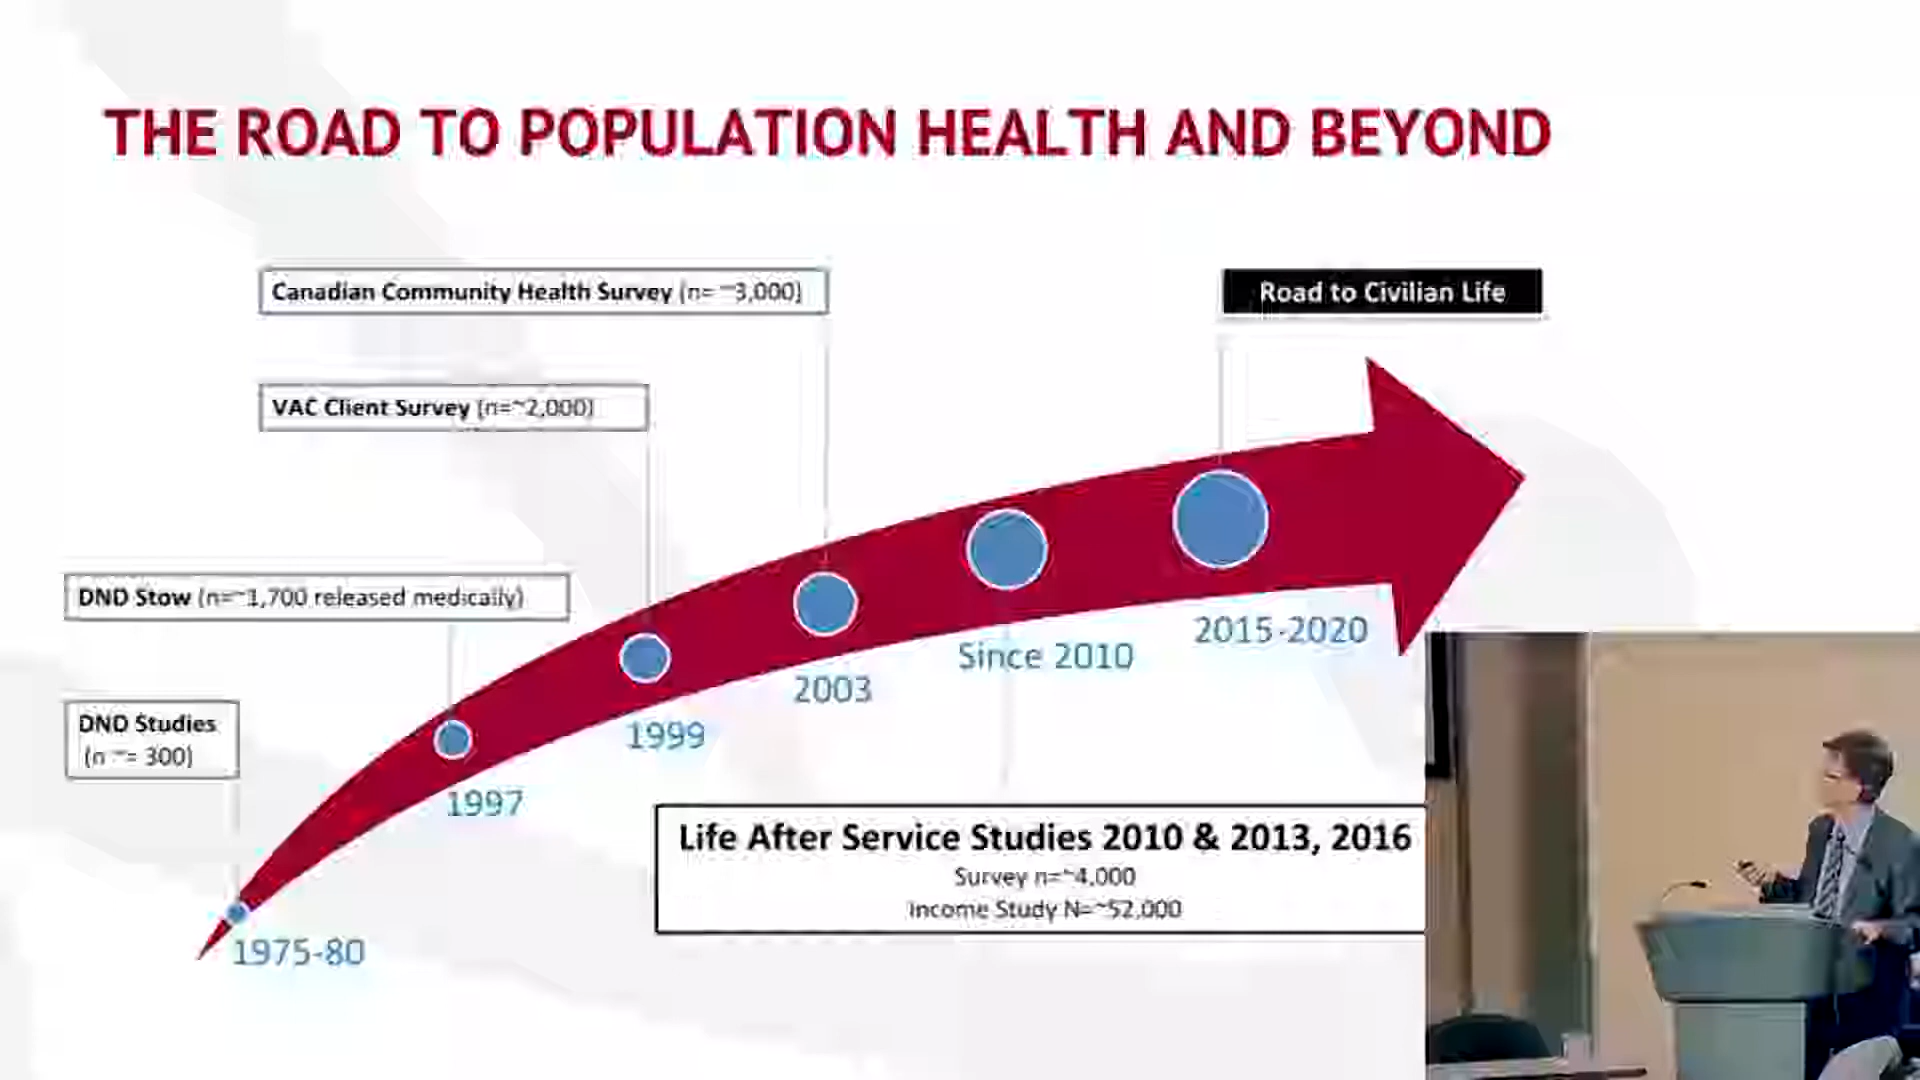 THE ROAD TO POPULATION HEALTH AND BEYOND
Canadian Community Health Survey (n= ~3,000)
Road to Civilian Life
VAC Client Survey (n=~2,000)
DND Stow (n=~1,700 released medically)
2015-2020
Since 2010
2003
DND Studies
(n ~= 300)
1999
1997
Life After Service Studies 2010 & 2013, 2016
Survey n=~4,000
Income Study N=~52,000
1975-80